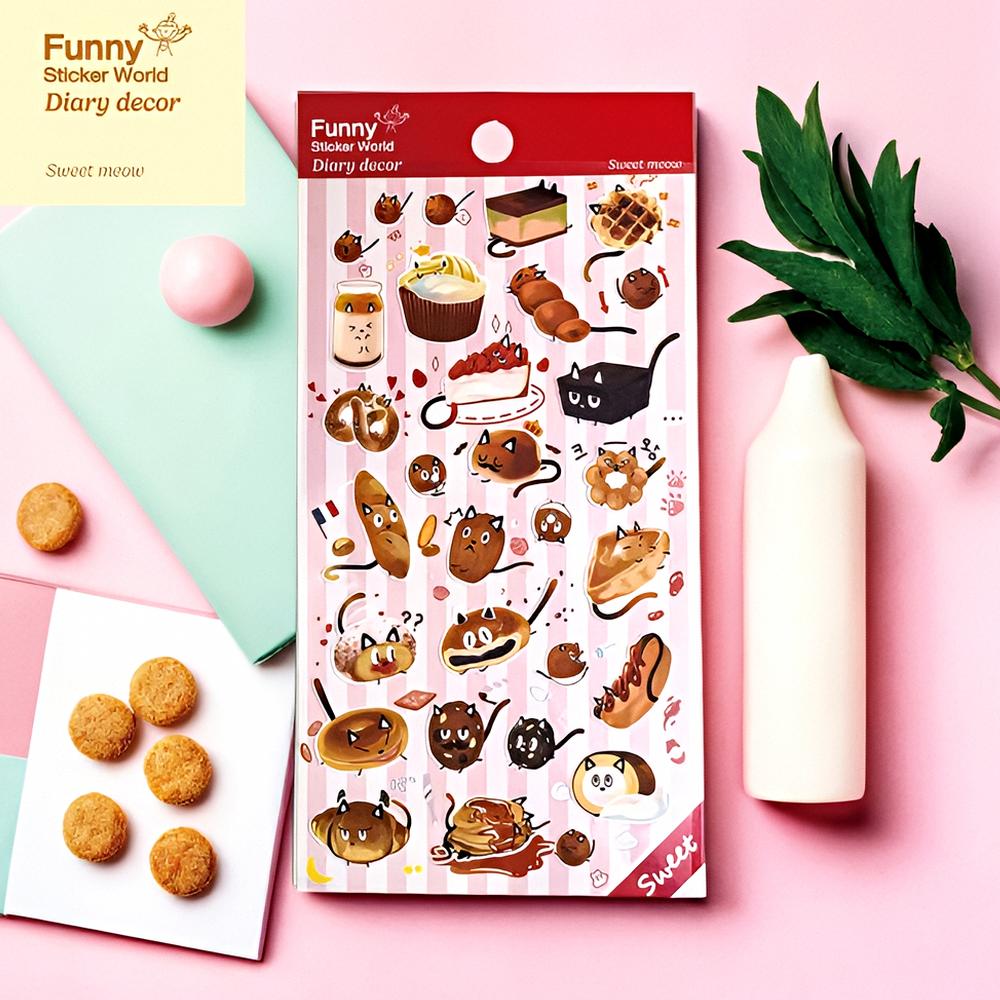 Funny
Sticker World
Diary decor
Sweet meow
Funny
Sticker World
Diary decor
Sweet meow
??
Sweet